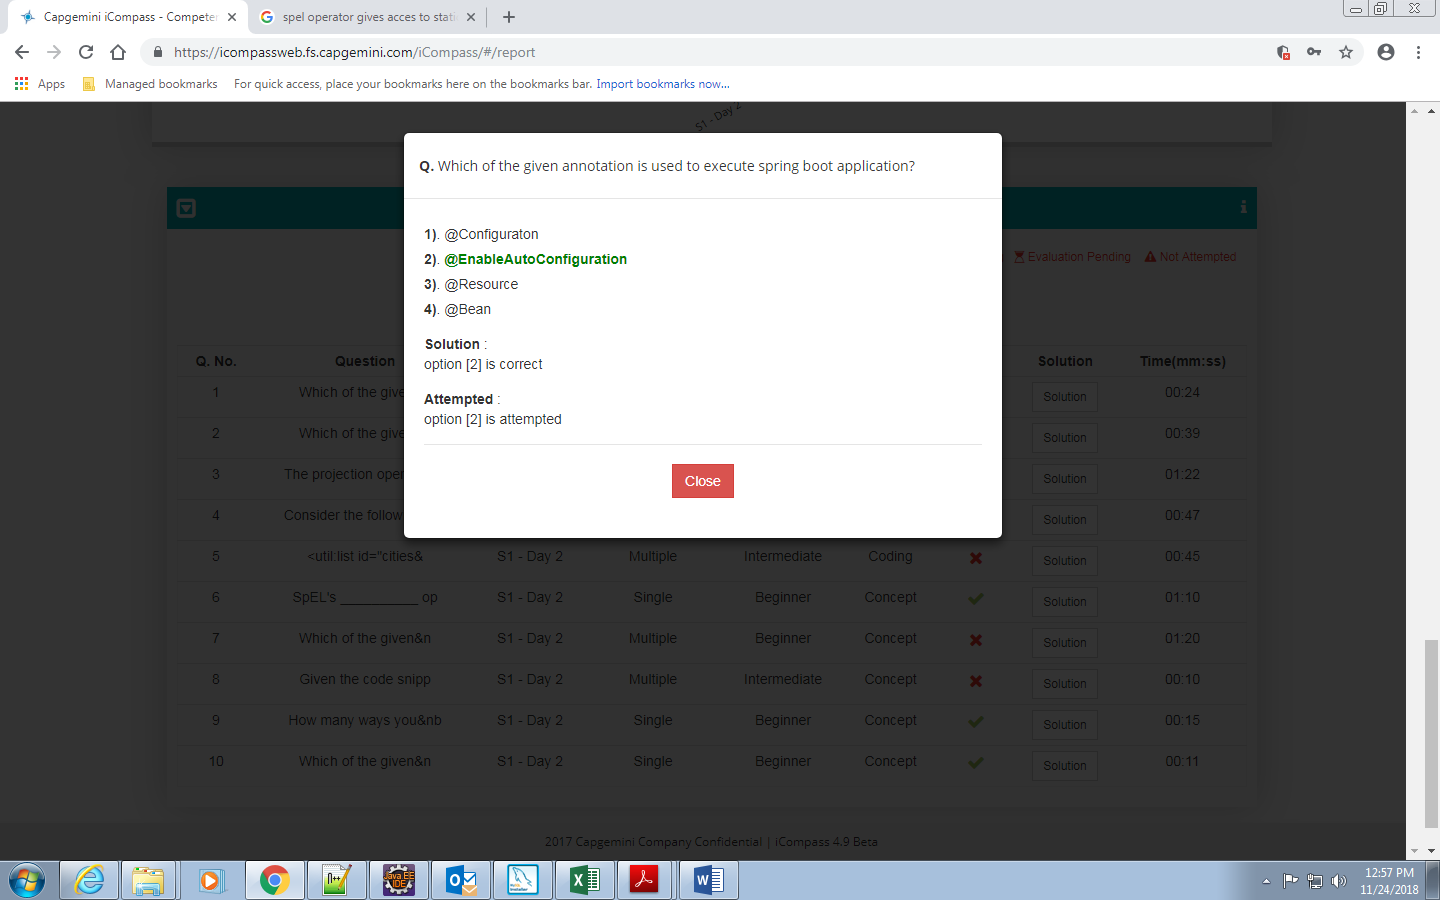 Capgemini iCompass - Competer
spel operator gives acces to stati
https://icompassweb.fs.capgemini.com/iCompass/#/report
Apps Managed bookmarks For quick access, place your bookmarks here on the bookmarks bar. Import bookmarks now...
S1 - Day 2
Q. Which of the given annotation is used to execute spring boot application?
1). @Configuraton
2). @EnableAutoConfiguration
3). @Resource
4). @Bean
Solution :
option [2] is correct
Attempted :
option [2] is attempted
Close
Evaluation Pending Not Attempted
Q. No. Question Solution Time(mm:ss)
1 Which of the give Solution 00:24
2 Which of the give Solution 00:39
3 The projection oper Solution 01:22
4 Consider the follow Solution 00:47
5 <util:list id="cities& S1 - Day 2 Multiple Intermediate Coding Solution 00:45
6 SpEL's __________ op S1 - Day 2 Single Beginner Concept Solution 01:10
7 Which of the given&n S1 - Day 2 Multiple Beginner Concept Solution 01:20
8 Given the code snipp S1 - Day 2 Multiple Intermediate Concept Solution 00:10
9 How many ways you&nb S1 - Day 2 Single Beginner Concept Solution 00:15
10 Which of the given&n S1 - Day 2 Single Beginner Concept Solution 00:11
2017 Capgemini Company Confidential | iCompass 4.9 Beta
12:57 PM
11/24/2018